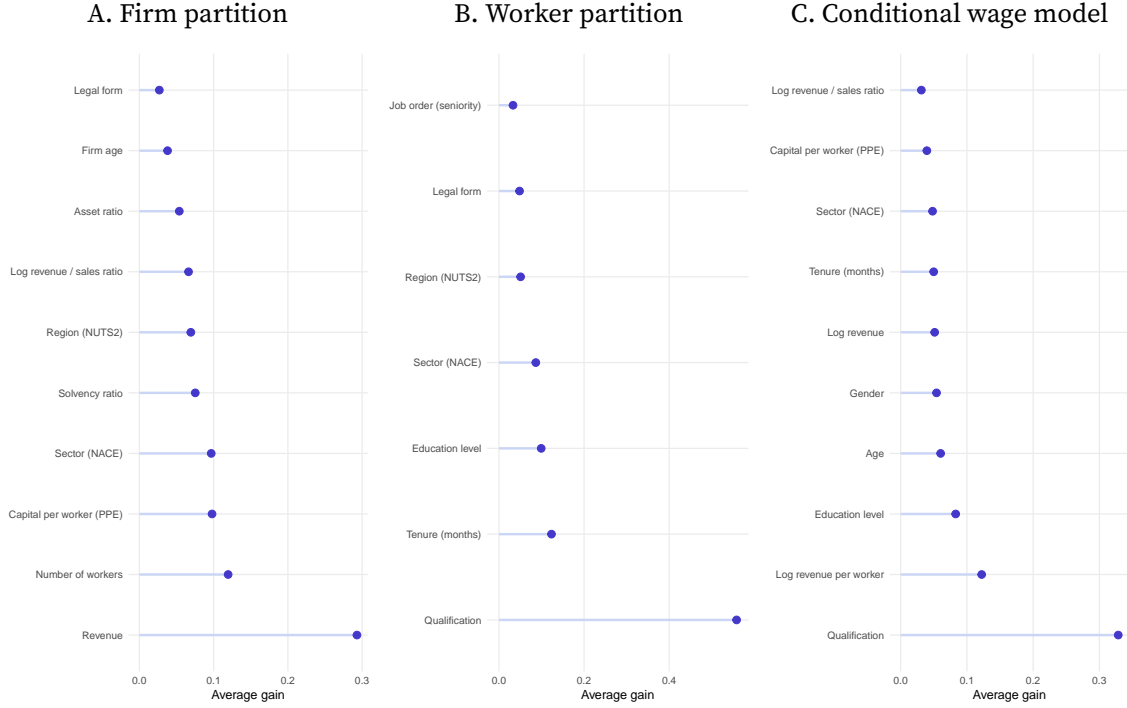 A. Firm partition
Legal form
Firm age
Asset ratio
Log revenue / sales ratio
Region (NUTS2)
Solvency ratio
Sector (NACE)
Capital per worker (PPE)
Number of workers
Revenue
0.0 0.1 0.2 0.3
Average gain
B. Worker partition
Job order (seniority)
Legal form
Region (NUTS2)
Sector (NACE)
Education level
Tenure (months)
Qualification
0.0 0.2 0.4
Average gain
C. Conditional wage model
Log revenue / sales ratio
Capital per worker (PPE)
Sector (NACE)
Tenure (months)
Log revenue
Gender
Age
Education level
Log revenue per worker
Qualification
0.0 0.1 0.2 0.3
Average gain